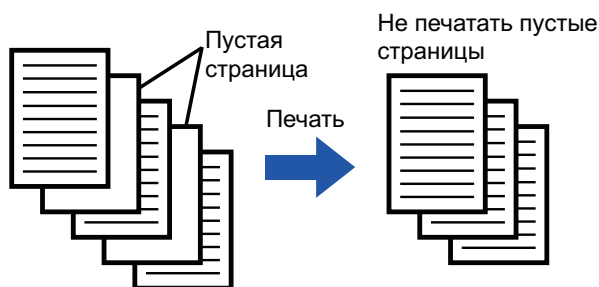 Пустая
страница
Печать
Не печатать пустые
страницы